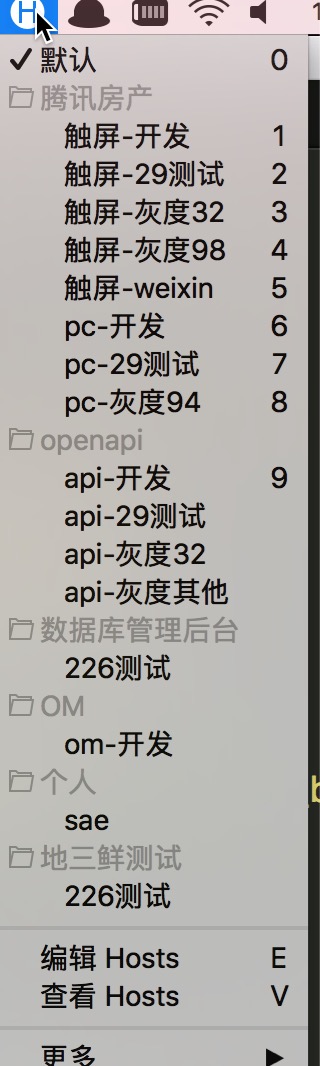 H
默认 0
腾讯房产
触屏-开发 1
触屏-29测试 2
触屏-灰度32 3
触屏-灰度98 4
触屏-weixin 5
pc-开发 6
pc-29测试 7
pc-灰度94 8
openapi
api-开发 9
api-29测试
api-灰度32
api-灰度其他
数据库管理后台
226测试
OM
om-开发
个人
sae
地三鲜测试
226测试
编辑 Hosts E
查看 Hosts V
更多